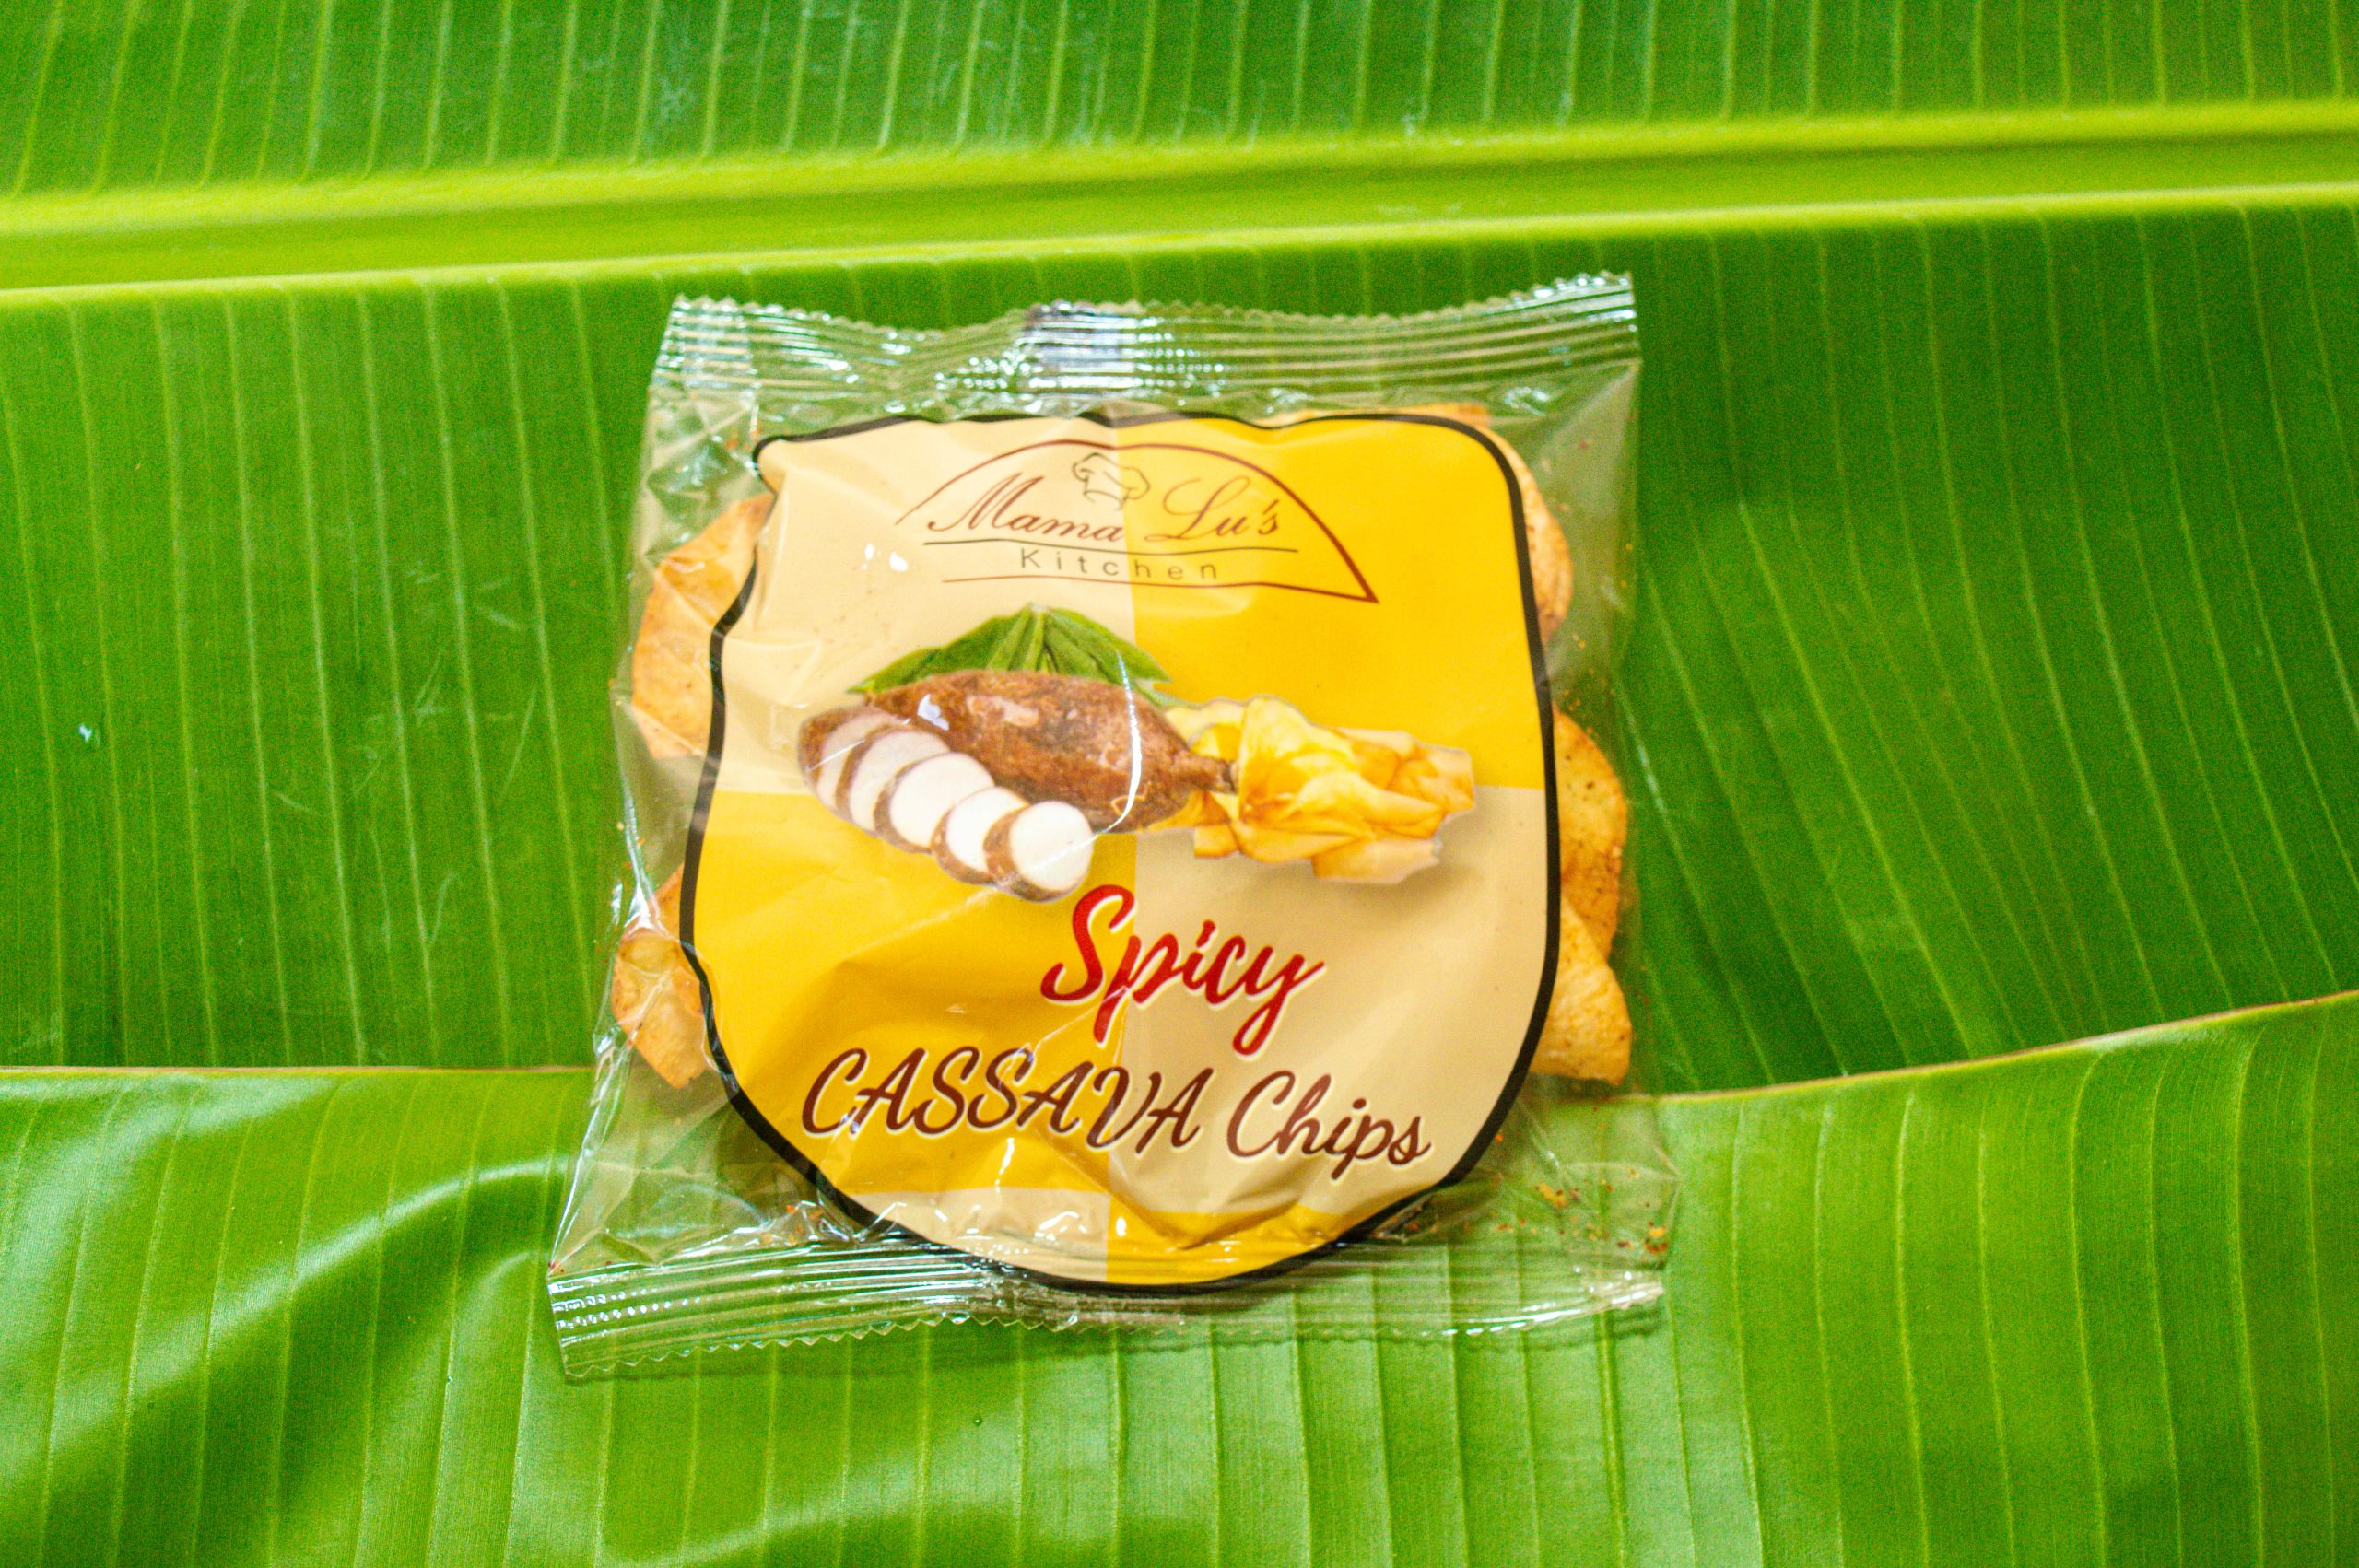 Mama Lu's
Kitchen
Spicy
CASSAVA Chips